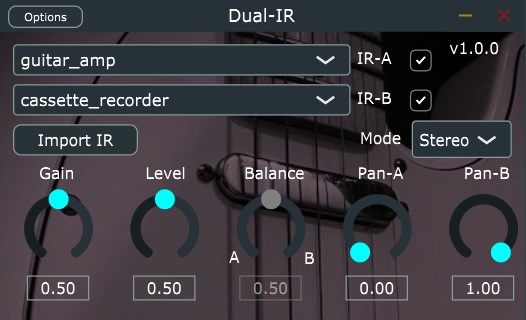 Options
Dual-IR
guitar_amp
IR-A
v1.0.0
cassette_recorder
IR-B
Import IR
Mode
Stereo
Gain Level Balance Pan-A Pan-B
A B
0.50 0.50 0.50 0.00 1.00